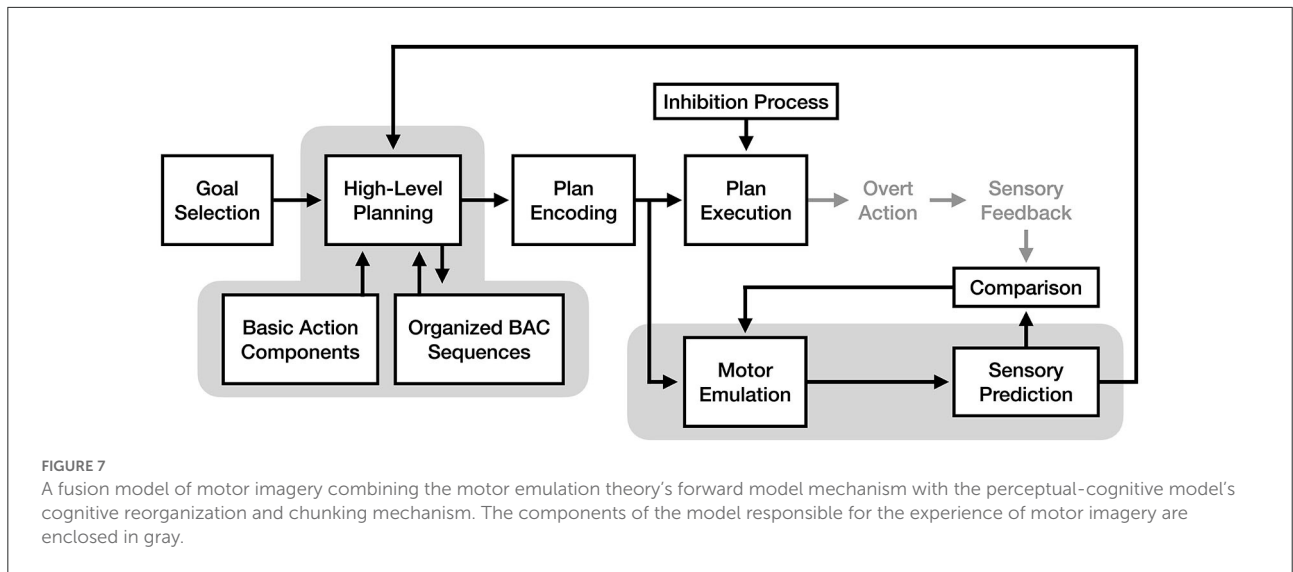 Inhibition Process
Goal
Selection
High-Level
Planning
Plan
Encoding
Plan
Execution
Overt
Action
Sensory
Feedback
Comparison
Basic Action
Components
Organized BAC
Sequences
Motor
Emulation
Sensory
Prediction
FIGURE 7
A fusion model of motor imagery combining the motor emulation theory’s forward model mechanism with the perceptual-cognitive model’s
cognitive reorganization and chunking mechanism. The components of the model responsible for the experience of motor imagery are
enclosed in gray.